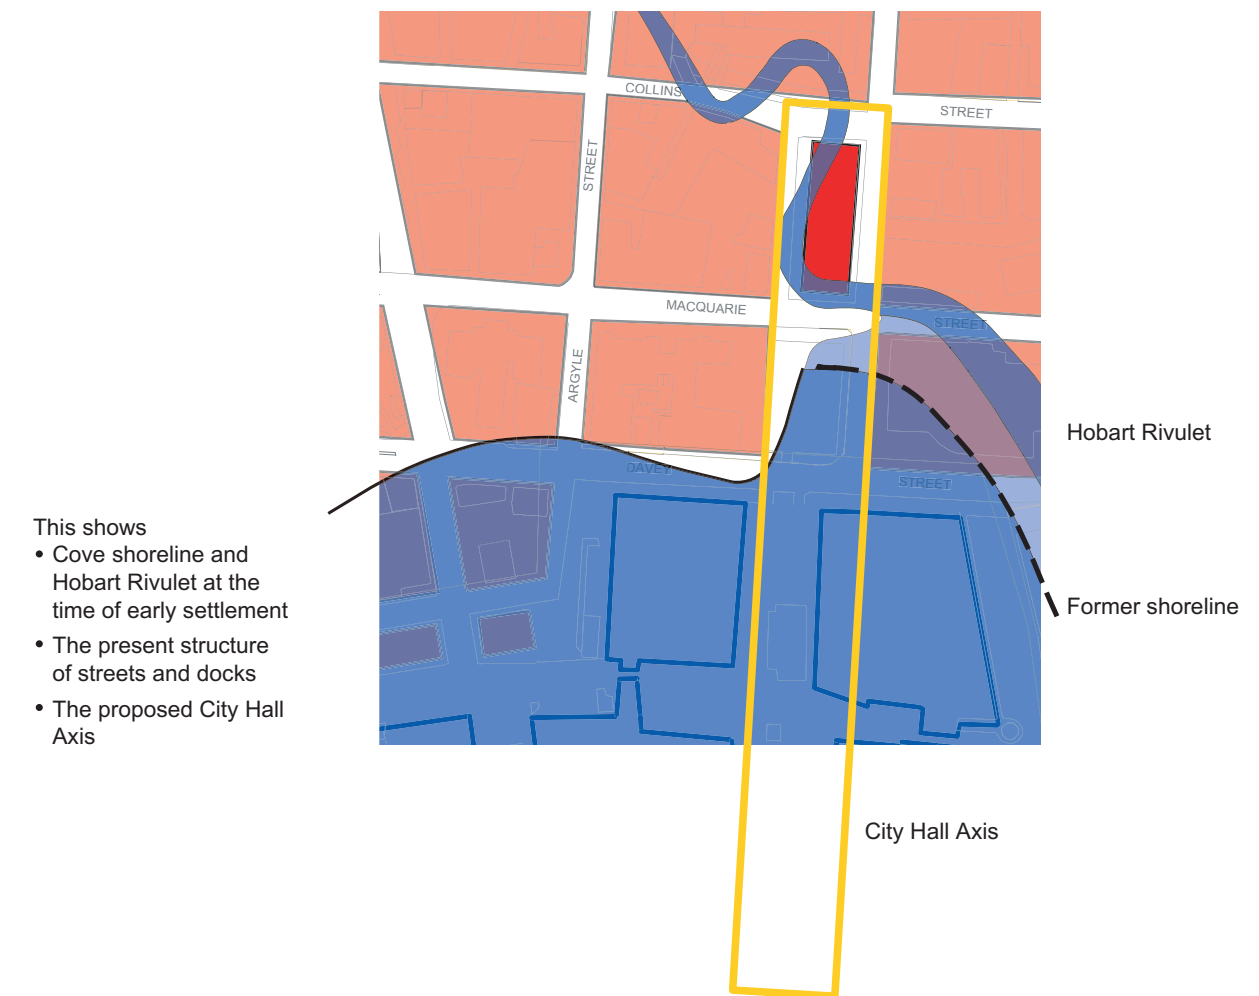 COLLINS
STREET
STREET
MACQUARIE
STREET
ARGYLE
DAVEY
STREET
Hobart Rivulet
Former shoreline
This shows
• Cove shoreline and
Hobart Rivulet at the
time of early settlement
• The present structure
of streets and docks
• The proposed City Hall
Axis
City Hall Axis